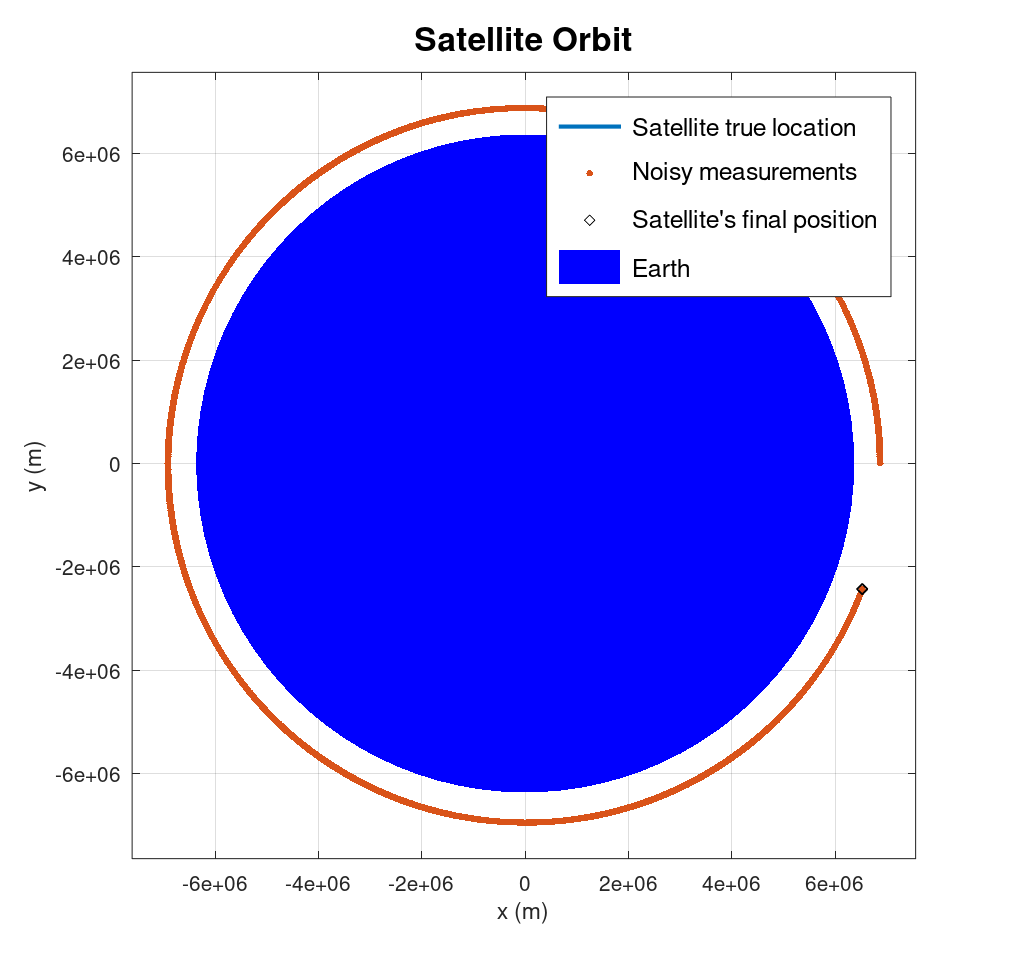 Satellite Orbit
Satellite true location
Noisy measurements
Satellite's final position
Earth
6e+06
4e+06
2e+06
0
-2e+06
-4e+06
-6e+06
y (m)
-6e+06 -4e+06 -2e+06 0 2e+06 4e+06 6e+06
x (m)